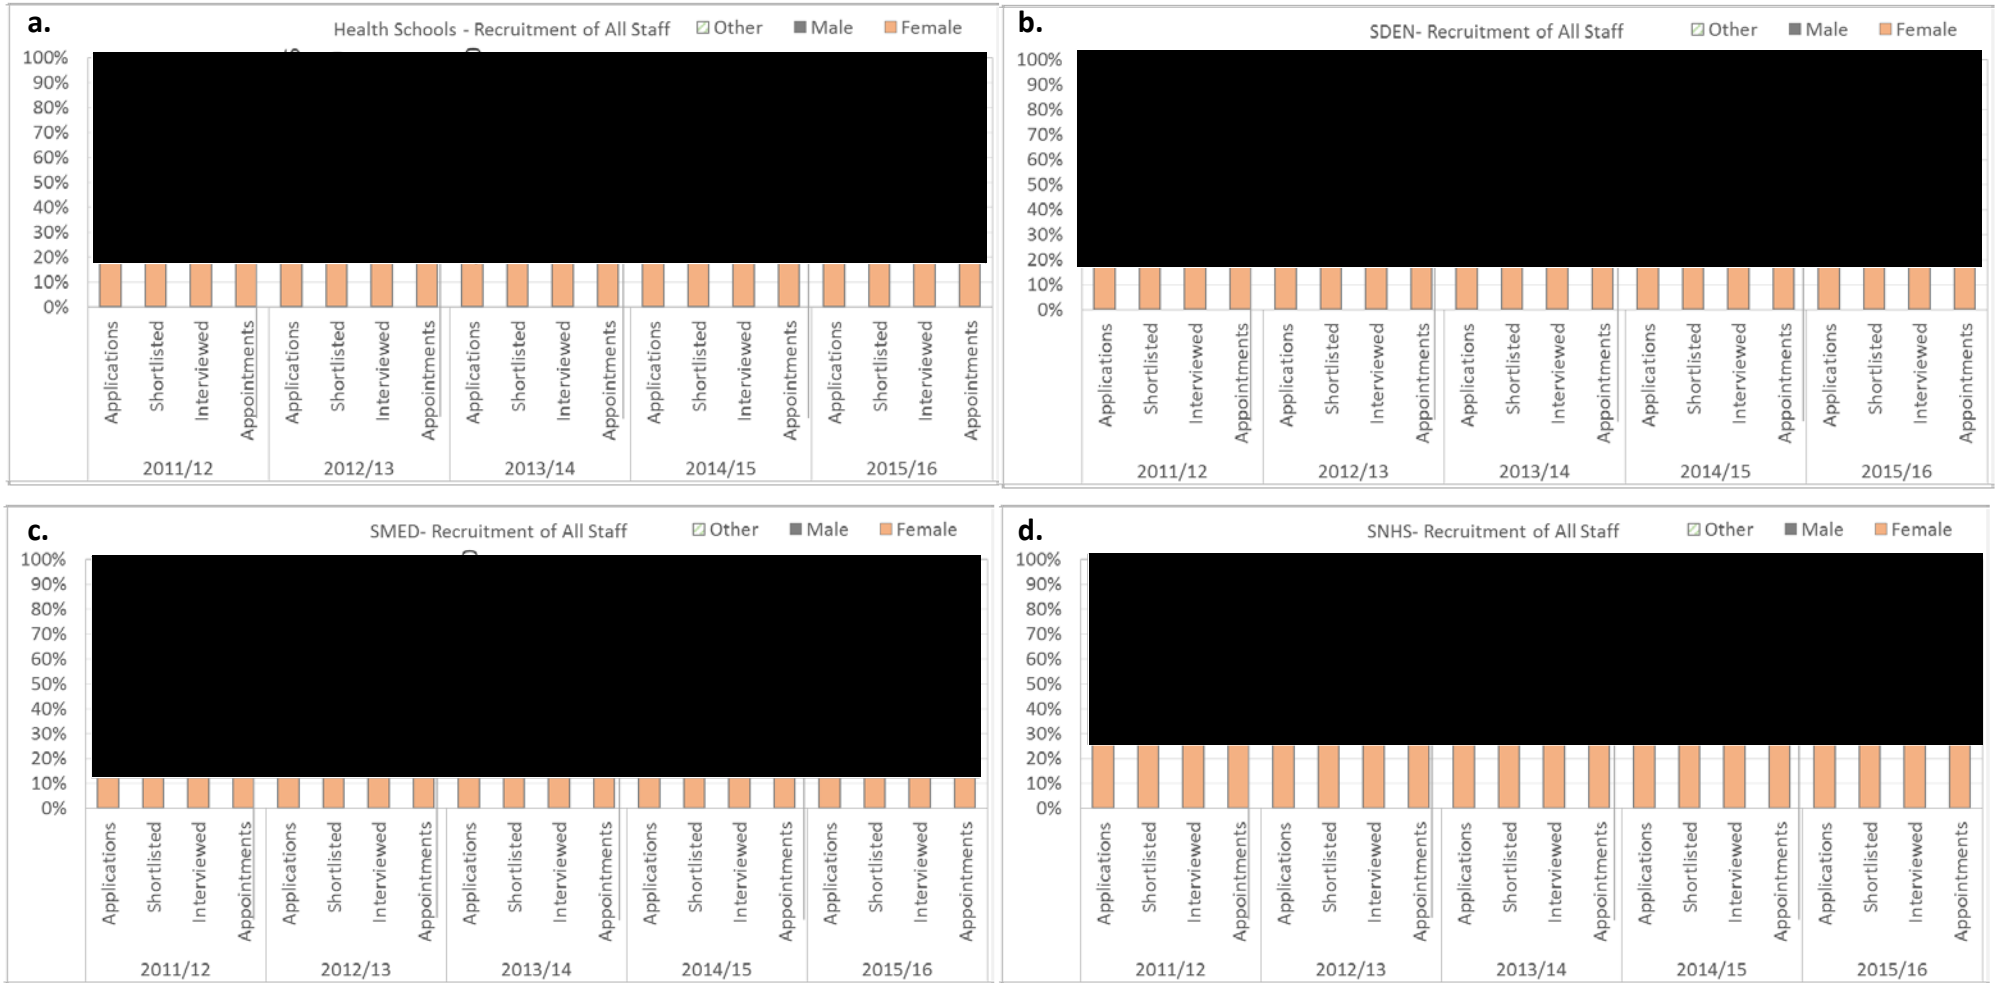 a.
Health Schools - Recruitment of All Staff Other Male Female
100%
90%
80%
70%
60%
50%
40%
30%
20%
10%
0%
Applications Shortlisted Interviewed Appointments Applications Shortlisted Interviewed Appointments Applications Shortlisted Interviewed Appointments Applications Shortlisted Interviewed Appointments Applications Shortlisted Interviewed Appointments
2011/12 2012/13 2013/14 2014/15 2015/16
b.
SDEN- Recruitment of All Staff Other Male Female
100%
90%
80%
70%
60%
50%
40%
30%
20%
10%
0%
Applications Shortlisted Interviewed Appointments Applications Shortlisted Interviewed Appointments Applications Shortlisted Interviewed Appointments Applications Shortlisted Interviewed Appointments Applications Shortlisted Interviewed Appointments
2011/12 2012/13 2013/14 2014/15 2015/16
c.
SMED- Recruitment of All Staff Other Male Female
100%
90%
80%
70%
60%
50%
40%
30%
20%
10%
0%
Applications Shortlisted Interviewed Appointments Applications Shortlisted Interviewed Appointments Applications Shortlisted Interviewed Appointments Applications Shortlisted Interviewed Appointments Applications Shortlisted Interviewed Appointments
2011/12 2012/13 2013/14 2014/15 2015/16
d.
SNHS- Recruitment of All Staff Other Male Female
100%
90%
80%
70%
60%
50%
40%
30%
20%
10%
0%
Applications Shortlisted Interviewed Appointments Applications Shortlisted Interviewed Appointments Applications Shortlisted Interviewed Appointments Applications Shortlisted Interviewed Appointments Applications Shortlisted Interviewed Appointments
2011/12 2012/13 2013/14 2014/15 2015/16